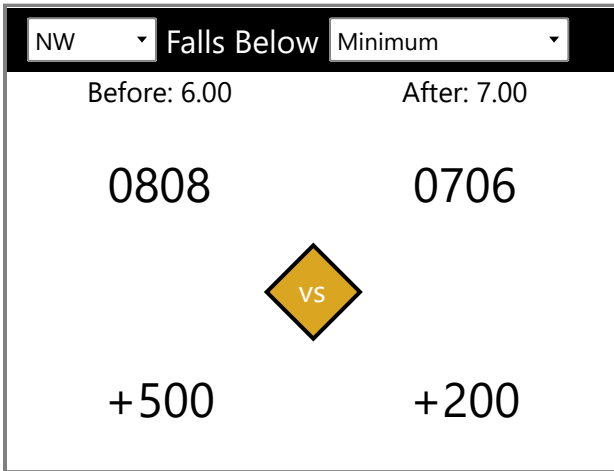 NW Falls Below Minimum
Before: 6.00 After: 7.00
0808 0706
vs
+500 +200